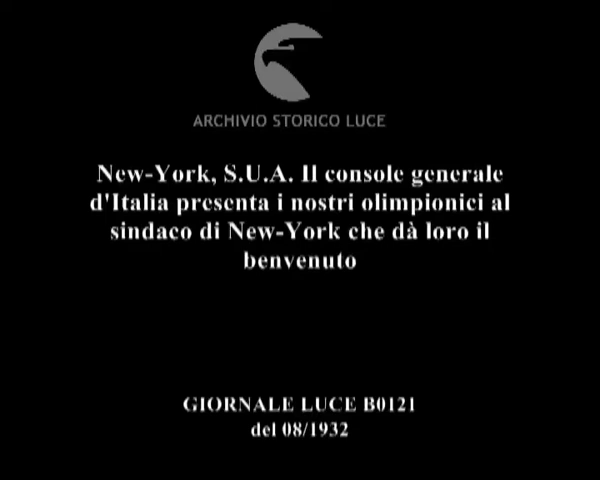 ARCHIVIO STORICO LUCE
New-York, S.U.A. Il console generale
d'Italia presenta i nostri olimpionici al
sindaco di New-York che dà loro il
benvenuto
GIORNALE LUCE B0121
del 08/1932